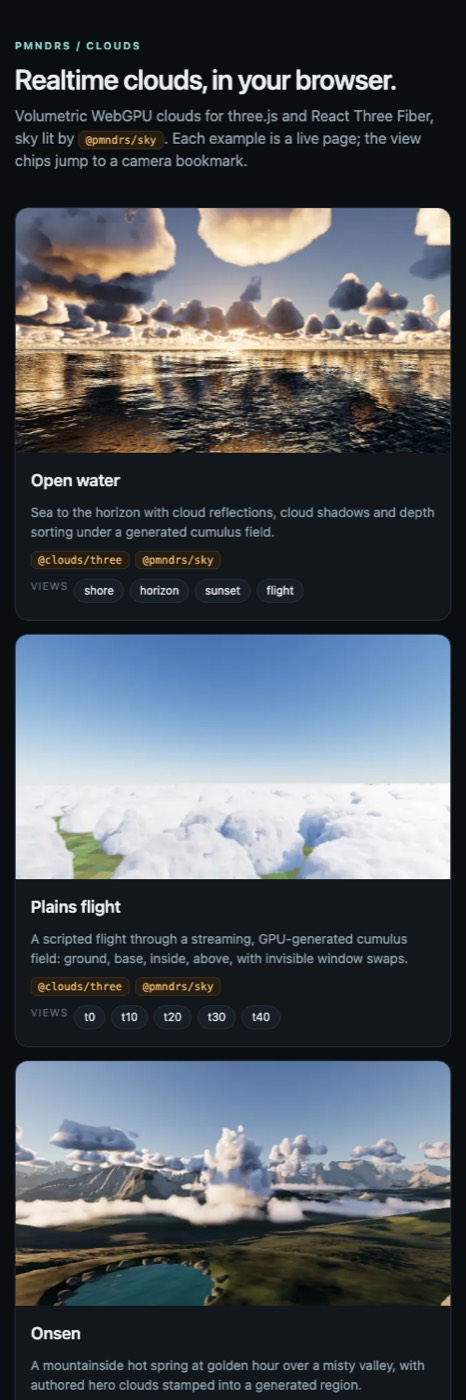 PMNDRS / CLOUDS
Realtime clouds, in your browser.
Volumetric WebGPU clouds for three.js and React Three Fiber,
sky lit by @pmndrs/sky. Each example is a live page; the view
chips jump to a camera bookmark.
Open water
Sea to the horizon with cloud reflections, cloud shadows and depth
sorting under a generated cumulus field.
@clouds/three @pmndrs/sky
VIEWS shore horizon sunset flight
Plains flight
A scripted flight through a streaming, GPU-generated cumulus
field: ground, base, inside, above, with invisible window swaps.
@clouds/three @pmndrs/sky
VIEWS t0 t10 t20 t30 t40
Onsen
A mountainside hot spring at golden hour over a misty valley, with
authored hero clouds stamped into a generated region.